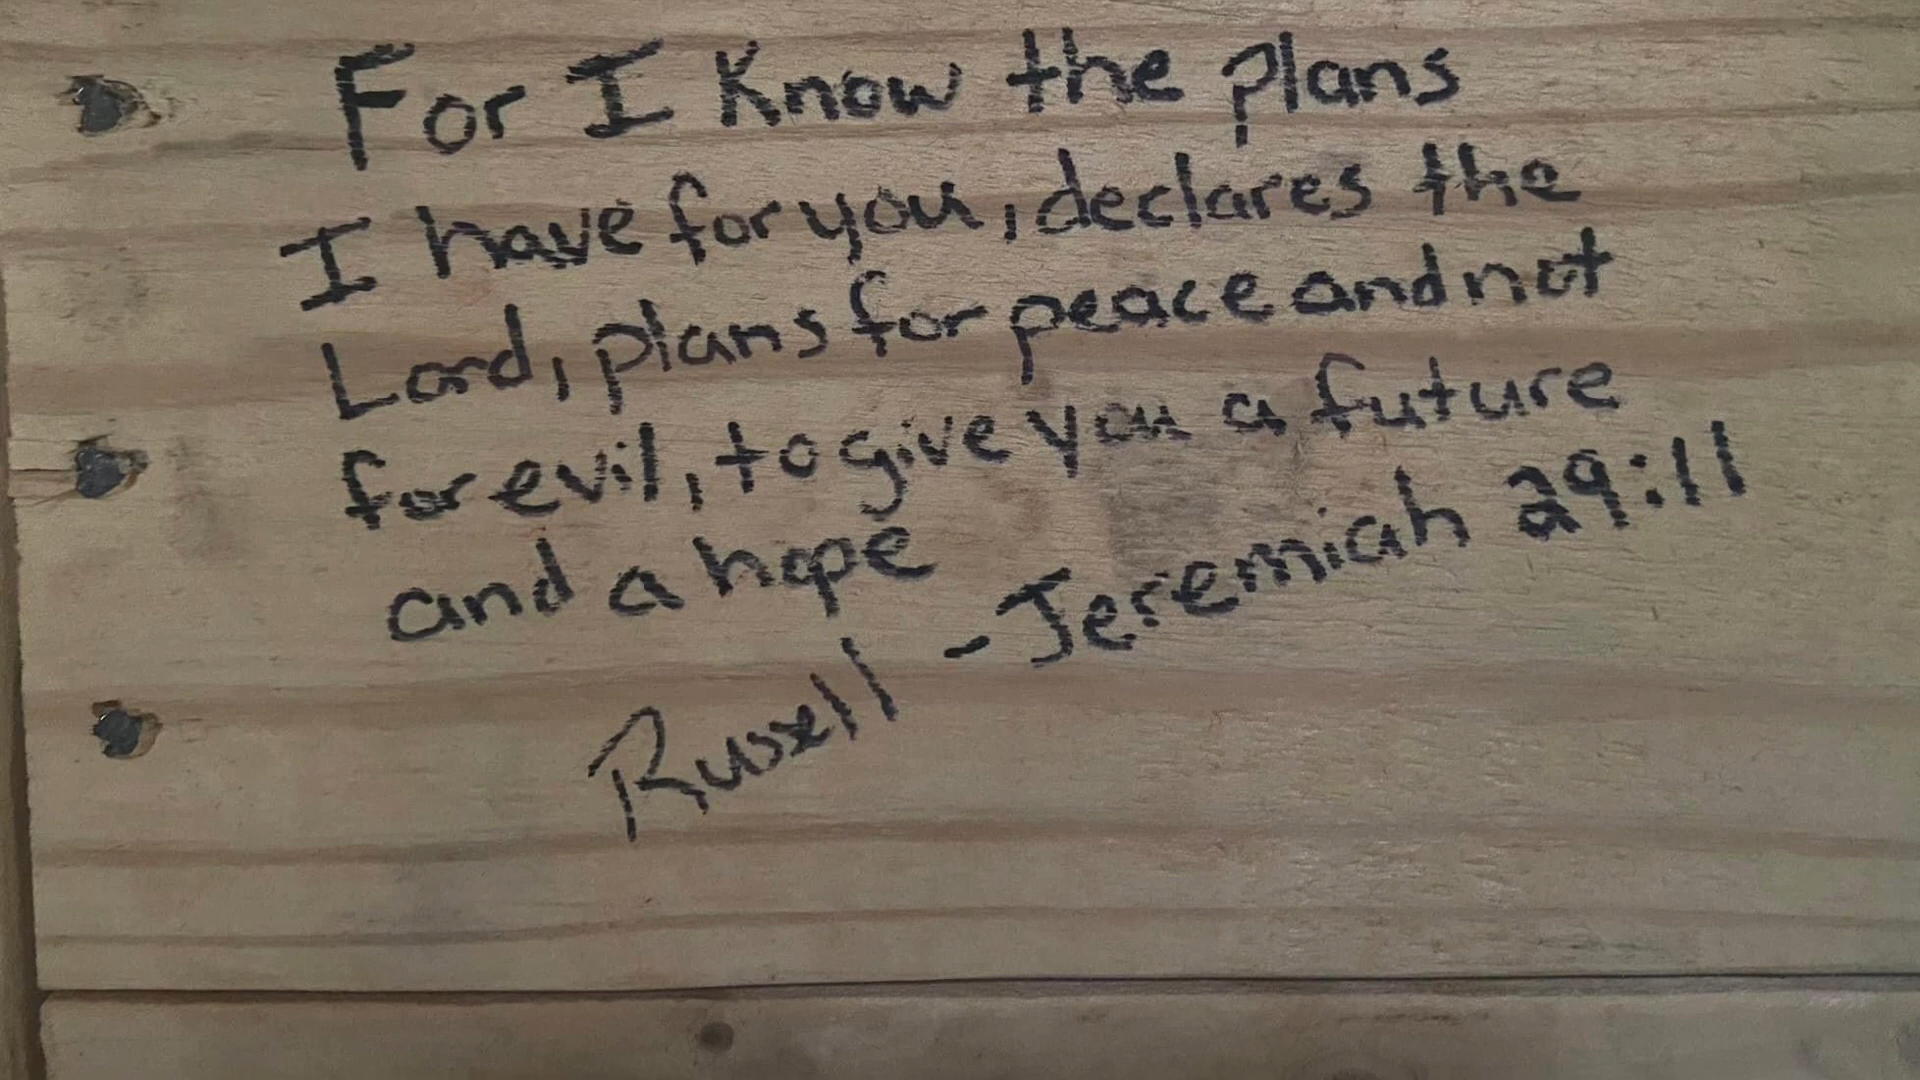 For I Know the plans
I have for you, declares the
Lord, plans for peace and not
for evil, to give you a future
and a hope
-Jeremiah 29:11
Russell